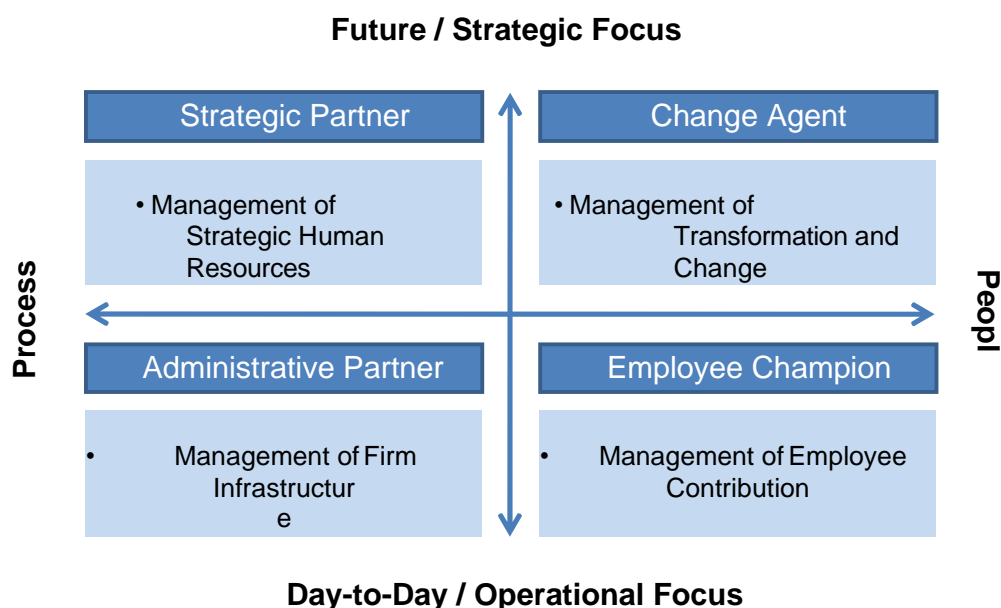 Future / Strategic Focus
Strategic Partner
Change Agent
• Management of
Strategic Human
Resources
• Management of
Transformation and
Change
Process
Peopl
Administrative Partner
Employee Champion
• Management of Firm
Infrastructur
e
• Management of Employee
Contribution
Day-to-Day / Operational Focus